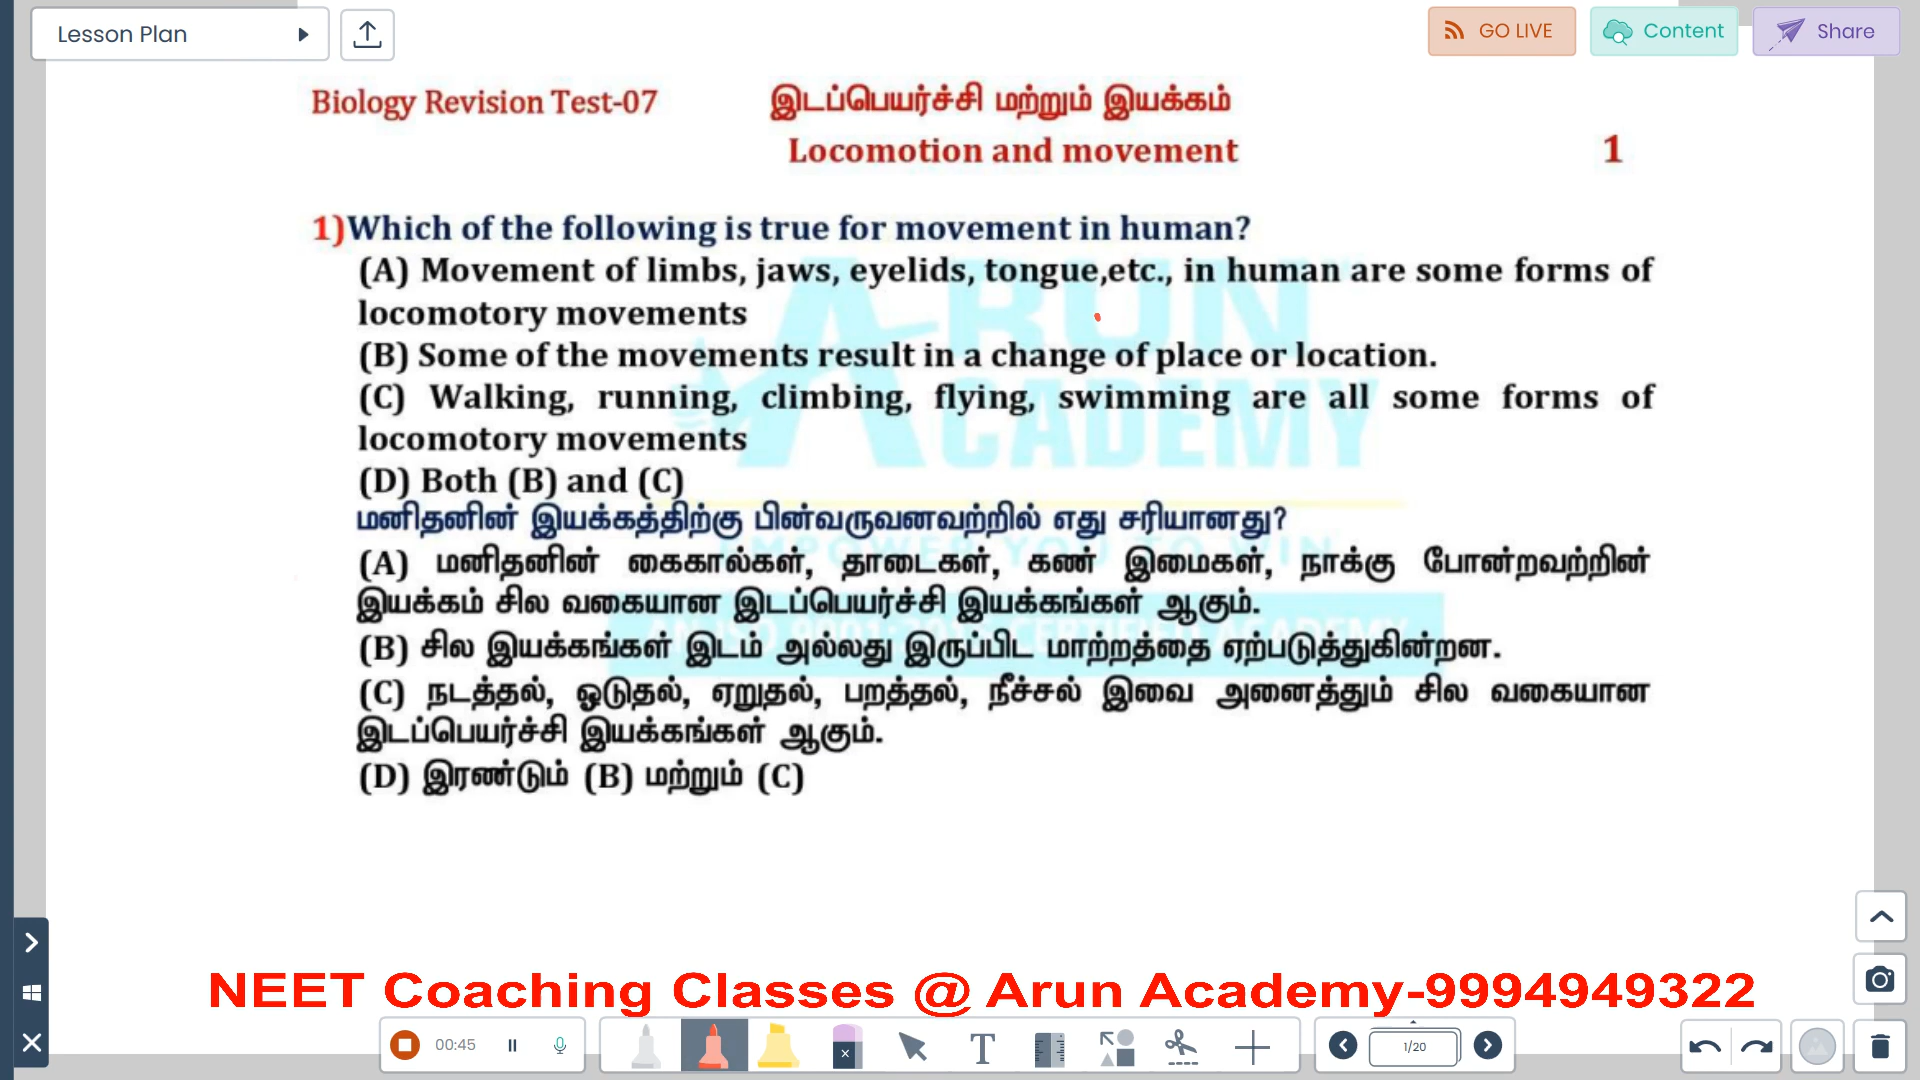 Lesson Plan
GO LIVE
Content
Share
Biology Revision Test-07
இடப்பெயர்ச்சி மற்றும் இயக்கம்
Locomotion and movement
1
1)Which of the following is true for movement in human?
(A) Movement of limbs, jaws, eyelids, tongue,etc., in human are some forms of
locomotory movements
(B) Some of the movements result in a change of place or location.
(C) Walking, running, climbing, flying, swimming are all some forms of
locomotory movements
(D) Both (B) and (C)
மனிதனின் இயக்கத்திற்கு பின்வருவனவற்றில் எது சரியானது?
(A) மனிதனின் கைகால்கள், தாடைகள், கண் இமைகள், நாக்கு போன்றவற்றின்
இயக்கம் சில வகையான இடப்பெயர்ச்சி இயக்கங்கள் ஆகும்.
(B) சில இயக்கங்கள் இடம் அல்லது இருப்பிட மாற்றத்தை ஏற்படுத்துகின்றன.
(C) நடத்தல், ஓடுதல், ஏறுதல், பறத்தல், நீச்சல் இவை அனைத்தும் சில வகையான
இடப்பெயர்ச்சி இயக்கங்கள் ஆகும்.
(D) இரண்டும் (B) மற்றும் (C)
ARUN
ACADEMY
EMPOWER YOU TO WIN
NEET Coaching Classes @ Arun Academy-9994949322
00:45
T
1/20